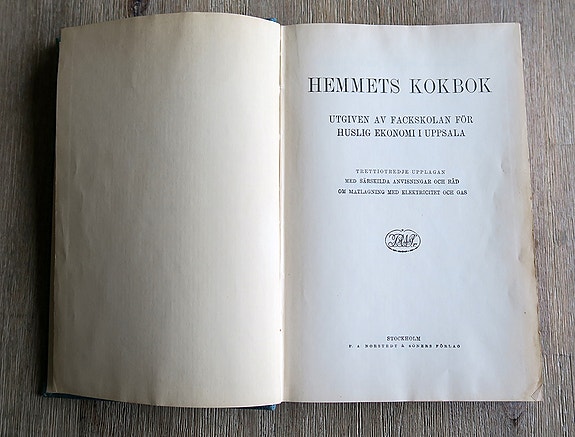 HEMMETS KOKBOK
UTGIVEN AV FACKSKOLAN FÖR
HUSLIG EKONOMI I UPPSALA
TRETTIOTREDJE UPPLAGAN
MED SÄRSKILDA ANVISNINGAR OCH RÅD
OM MATLAGNING MED ELEKTRICITET OCH GAS
STOCKHOLM
P. A. NORSTEDT & SÖNERS FÖRLAG